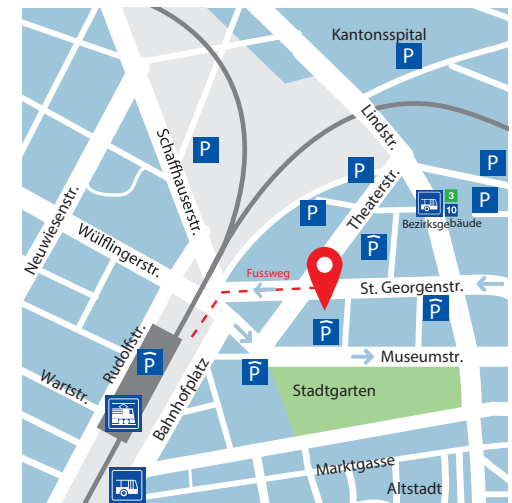 Kantonsspital
P
P
Lindstr.
Schaffhauserstr.
P
P
P
P
Theaterstr.
P
3
10
P
Bezirksgebäude
P
P
Neuwiesenstr.
Wülflingerstr.
Fussweg
St. Georgenstr.
P
P
Rudolfstr.
P
P
Museumstr.
Bahnhofplatz
Wartstr.
Stadtgarten
Marktgasse
Altstadt